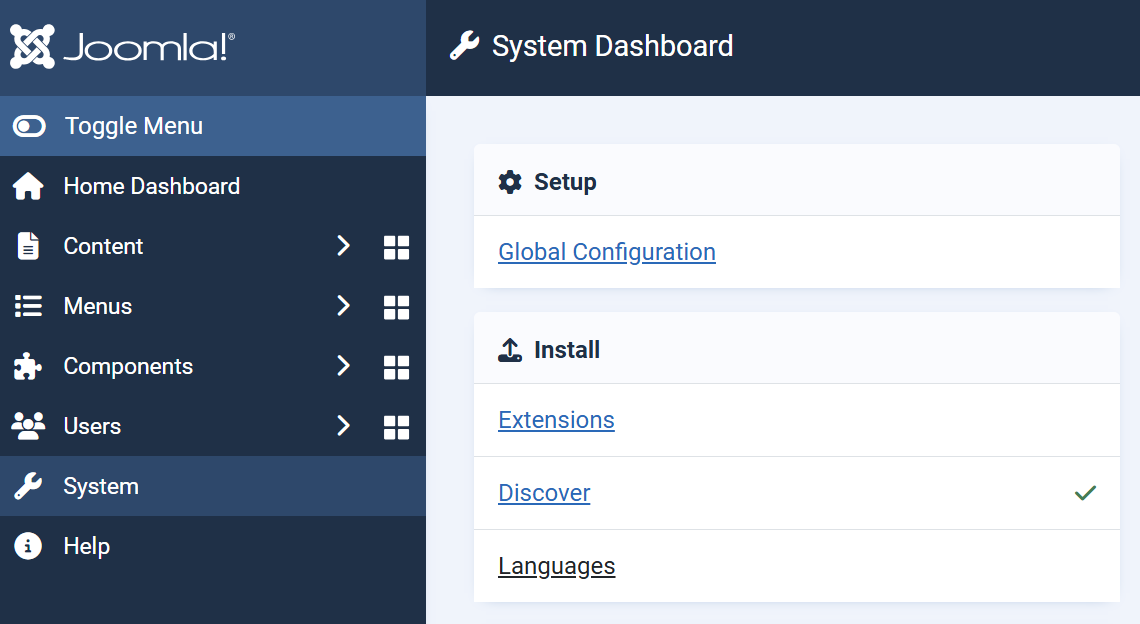 Joomla!®
System Dashboard
Toggle Menu
Home Dashboard
Content
Menus
Components
Users
System
Help
Setup
Global Configuration
Install
Extensions
Discover
Languages